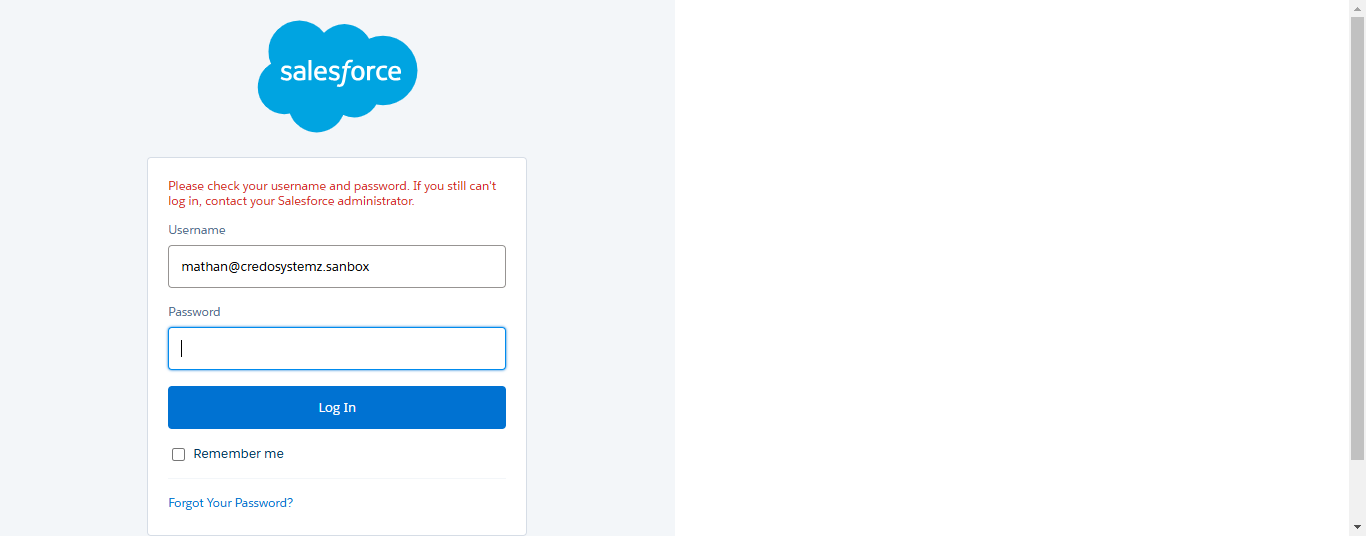 salesforce
Please check your username and password. If you still can't
log in, contact your Salesforce administrator.
Username
mathan@credosystemz.sanbox
Password
Log In
Remember me
Forgot Your Password?